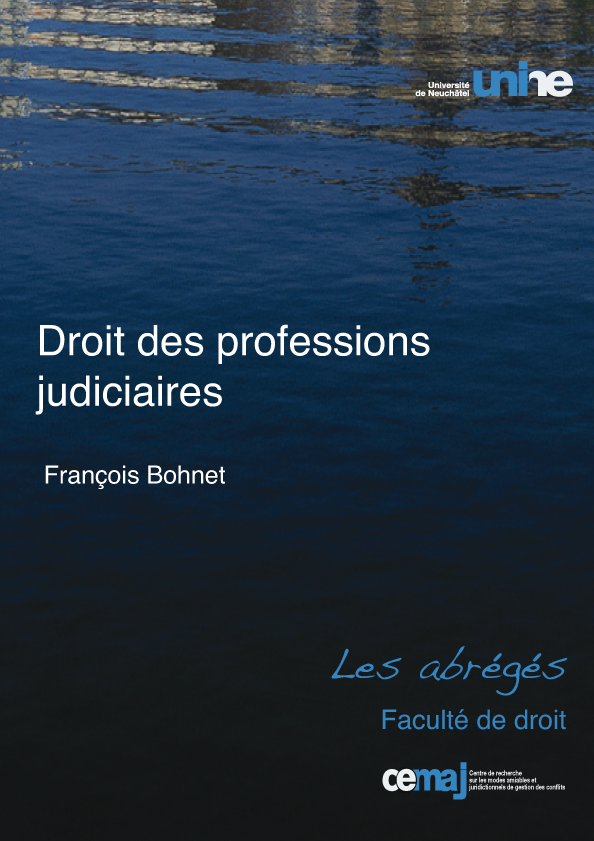 Université
de Neuchâtel
unine
Droit des professions
judiciaires
François Bohnet
Les abrégés
Faculté de droit
cemaj
Centre de recherche
sur les modes amiables et
juridictionnels de gestion des conflits